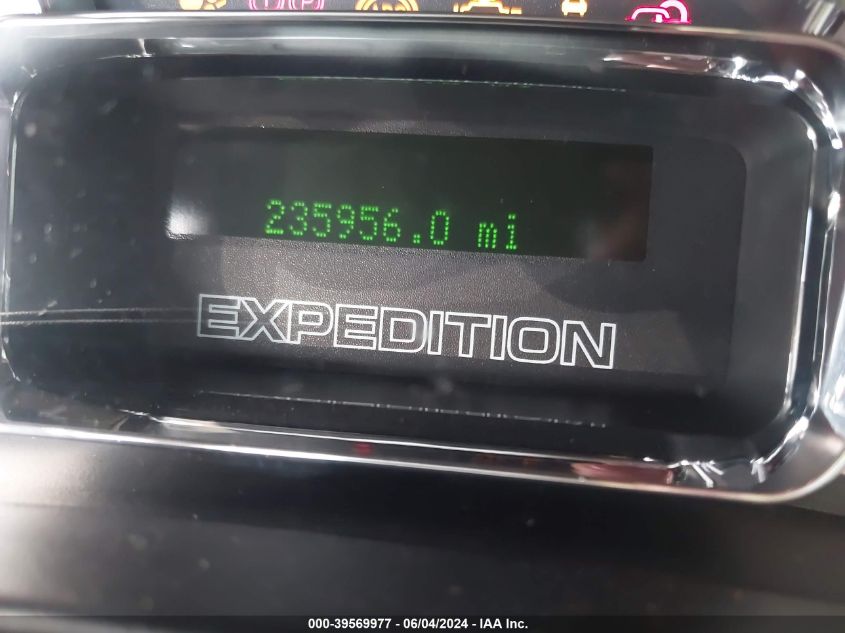 (P)
235956.0 mi
EXPEDITION
000-39569977 - 06/04/2024 - IAA Inc.